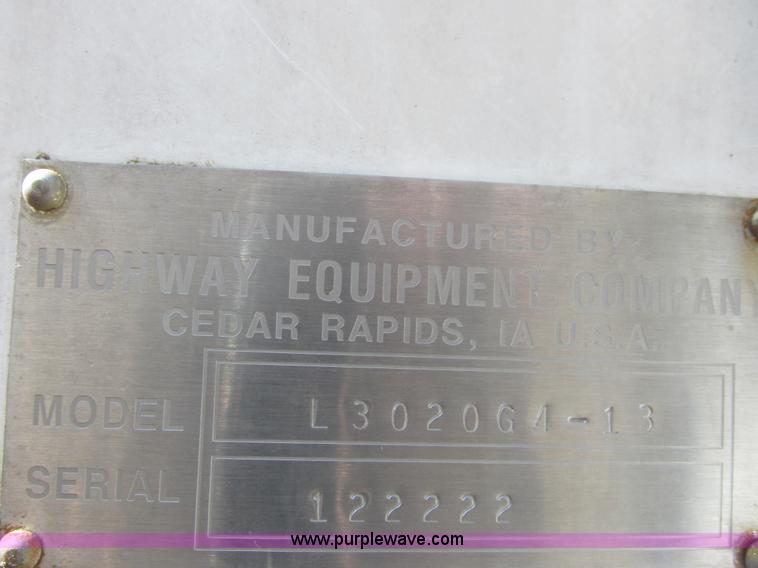 MANUFACTURED BY
HIGHWAY EQUIPMENT COMPANY
CEDAR RAPIDS, IA U.S.A.
MODEL L3020G4-13
SERIAL 122222
www.purplewave.com